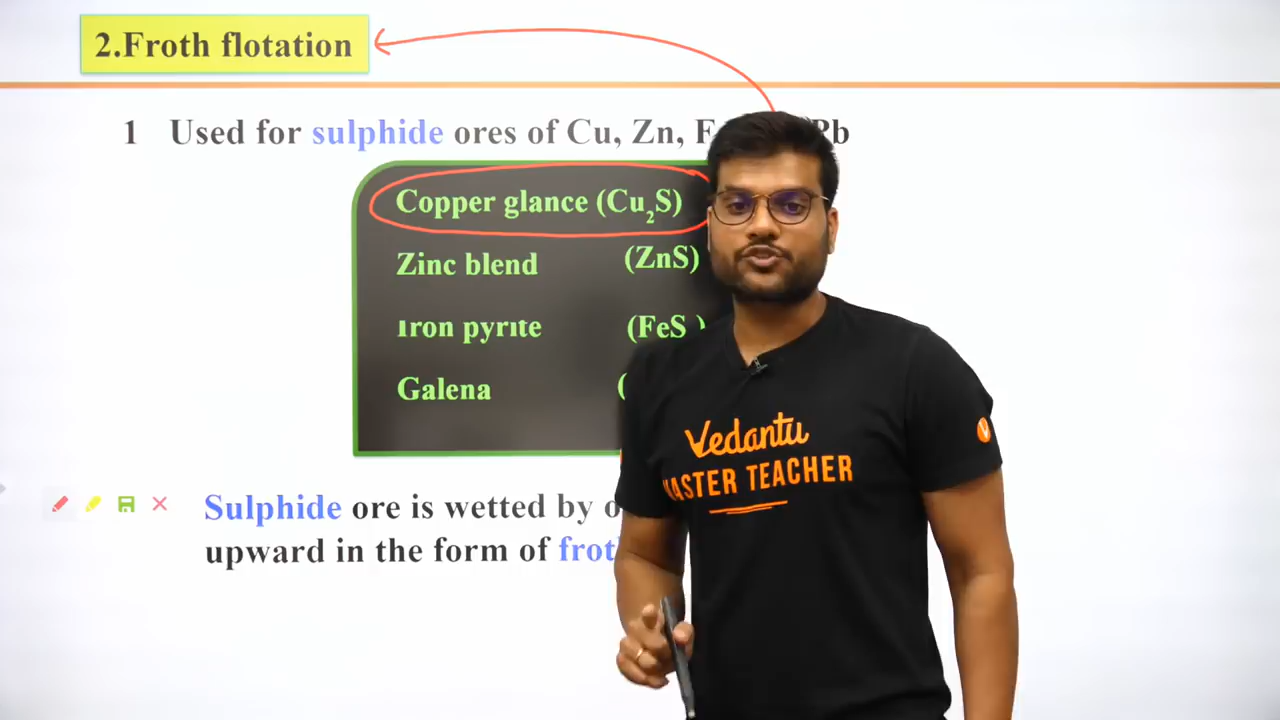 2.Froth flotation
1 Used for sulphide ores of Cu, Zn, Pb
Copper glance (Cu₂S)
Zinc blend (ZnS)
Iron pyrite (FeS )
Galena (
Sulphide ore is wetted by
upward in the form of
Vedantu
MASTER TEACHER